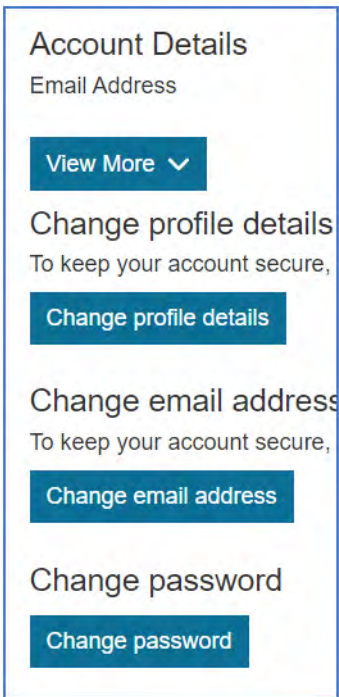 Account Details
Email Address
View More
Change profile details
To keep your account secure,
Change profile details
Change email address
To keep your account secure,
Change email address
Change password
Change password